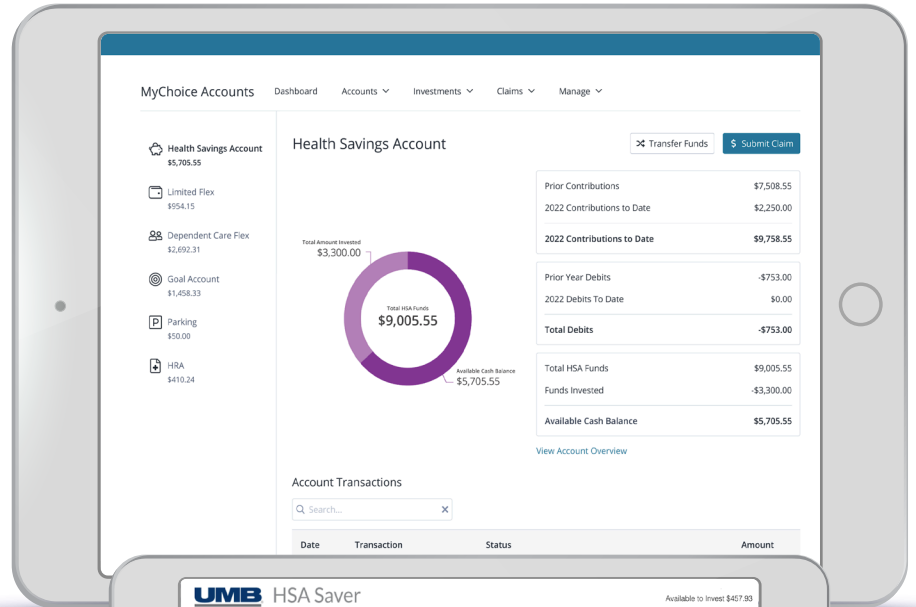 MyChoice Accounts Dashboard Accounts Investments Claims Manage
Health Savings Account
$5,705.55
Limited Flex
$954.15
Dependent Care Flex
$2,692.31
Goal Account
$1,458.33
P Parking
$50.00
HRA
$410.24
Health Savings Account
Transfer Funds
$ Submit Claim
Total Amount Invested
$3,300.00
Total HSA Funds
$9,005.55
Available Cash Balance
$5,705.55
Prior Contributions $7,508.55
2022 Contributions to Date $2,250.00
2022 Contributions to Date $9,758.55
Prior Year Debits -$753.00
2022 Debits To Date $0.00
Total Debits -$753.00
Total HSA Funds $9,005.55
Funds Invested -$3,300.00
Available Cash Balance $5,705.55
View Account Overview
Account Transactions
Search...
Date Transaction Status Amount
UMB HSA Saver Available to Invest $457.93